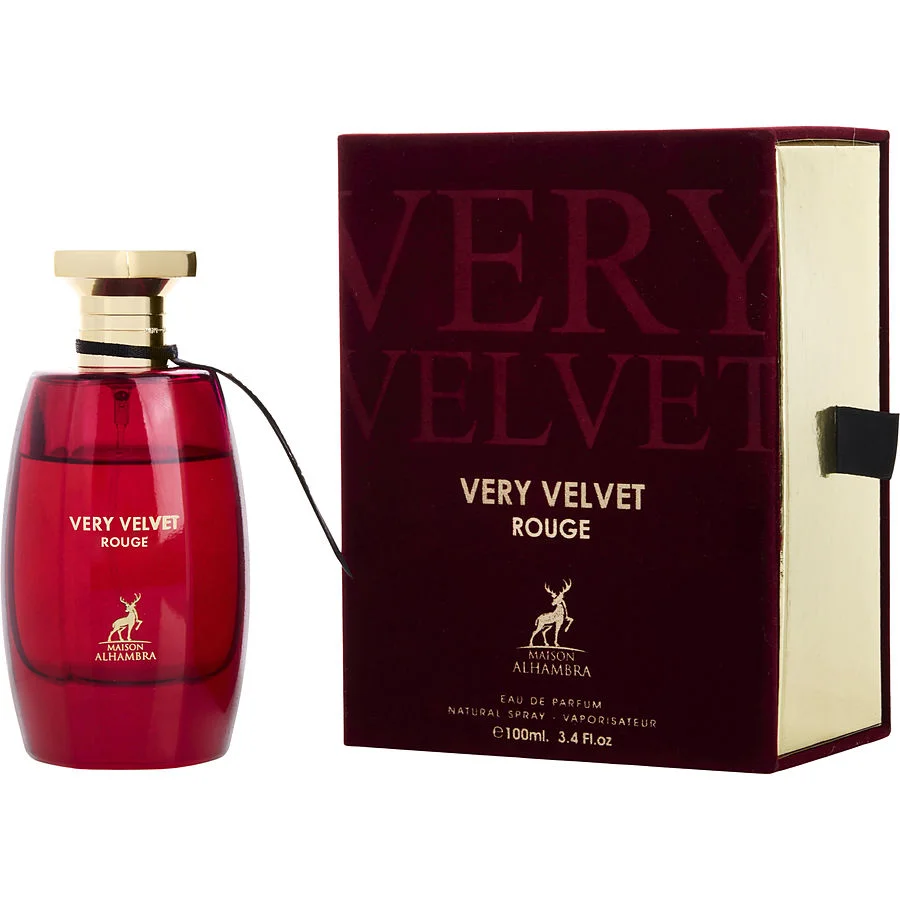 VERY VELVET
ROUGE
MAISON
ALHAMBRA
VERY
VELVET
VERY VELVET
ROUGE
MAISON
ALHAMBRA
EAU DE PARFUM
NATURAL SPRAY - VAPORISATEUR
℮100ml. 3.4 Fl.oz